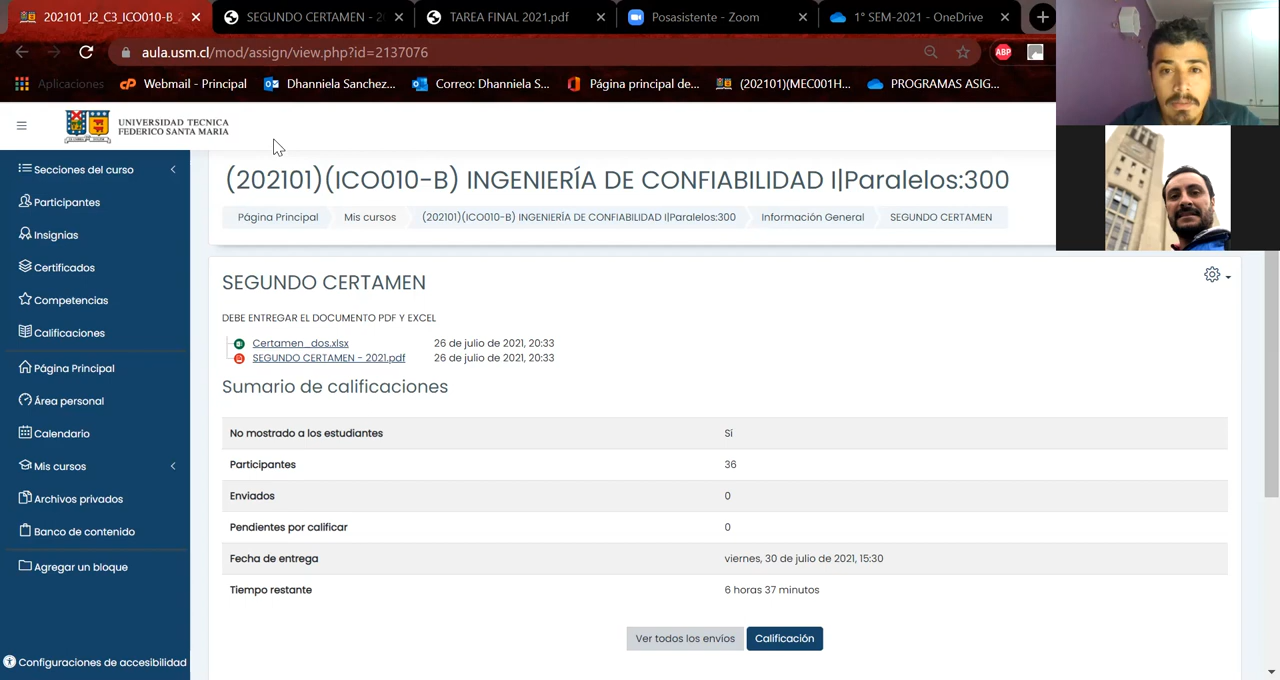 202101_J2_C3_ICO010-B_2
SEGUNDO CERTAMEN - 2
TAREA FINAL 2021.pdf
Posasistente - Zoom
1° SEM-2021 - OneDrive
aula.usm.cl/mod/assign/view.php?id=2137076
ABP
Aplicaciones
Webmail - Principal
Dhanniela Sanchez...
Correo: Dhanniela S...
Página principal de...
(202101)(MEC001H...
PROGRAMAS ASIG...
UNIVERSIDAD TECNICA
FEDERICO SANTA MARIA
Secciones del curso
Participantes
Insignias
Certificados
Competencias
Calificaciones
Página Principal
Área personal
Calendario
Mis cursos
Archivos privados
Banco de contenido
Agregar un bloque
Configuraciones de accesibilidad
(202101)(ICO010-B) INGENIERÍA DE CONFIABILIDAD I|Paralelos:300
Página Principal
Mis cursos
(202101)(ICO010-B) INGENIERÍA DE CONFIABILIDAD I|Paralelos:300
Información General
SEGUNDO CERTAMEN
SEGUNDO CERTAMEN
DEBE ENTREGAR EL DOCUMENTO PDF Y EXCEL
Certamen_dos.xlsx 26 de julio de 2021, 20:33
SEGUNDO CERTAMEN - 2021.pdf 26 de julio de 2021, 20:33
Sumario de calificaciones
No mostrado a los estudiantes Sí
Participantes 36
Enviados 0
Pendientes por calificar 0
Fecha de entrega viernes, 30 de julio de 2021, 15:30
Tiempo restante 6 horas 37 minutos
Ver todos los envíos
Calificación